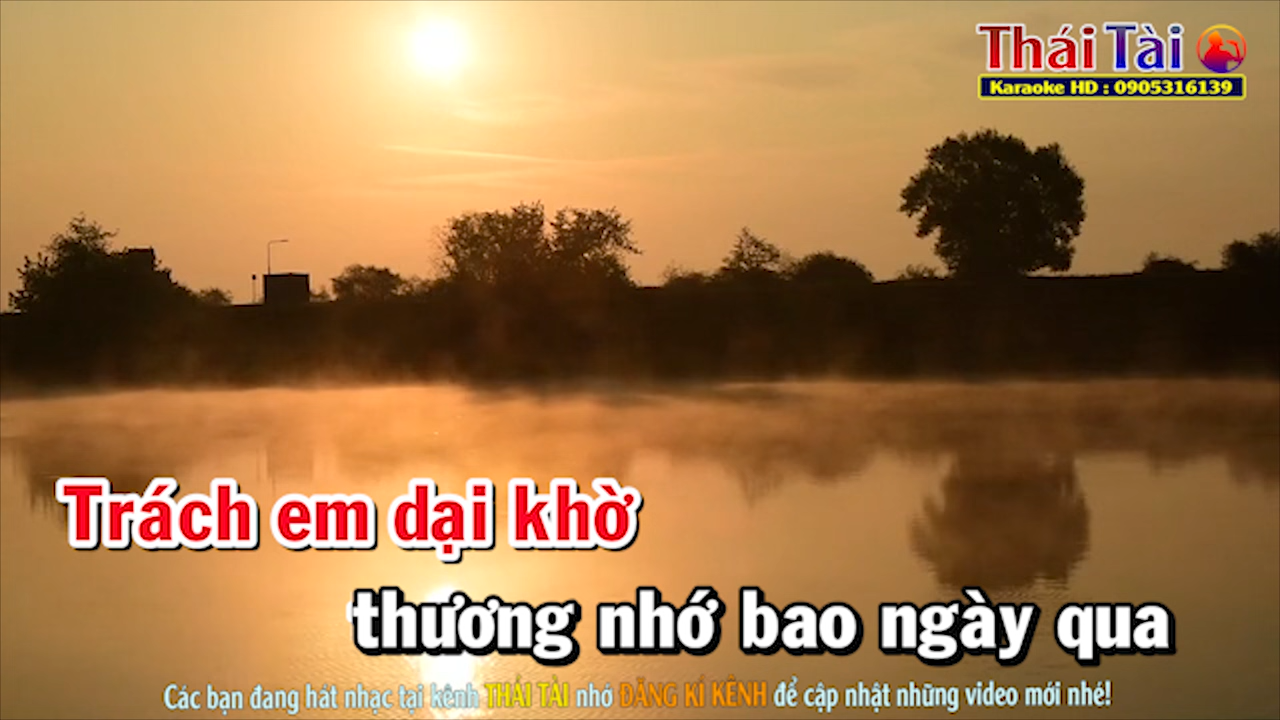 Thái Tài
Karaoke HD : 0905316139
Trách em dại khờ
thương nhớ bao ngày qua
Các bạn đang hát nhạc tại kênh THÁI TÀI nhớ ĐĂNG KÍ KÊNH để cập nhật những video mới nhé!